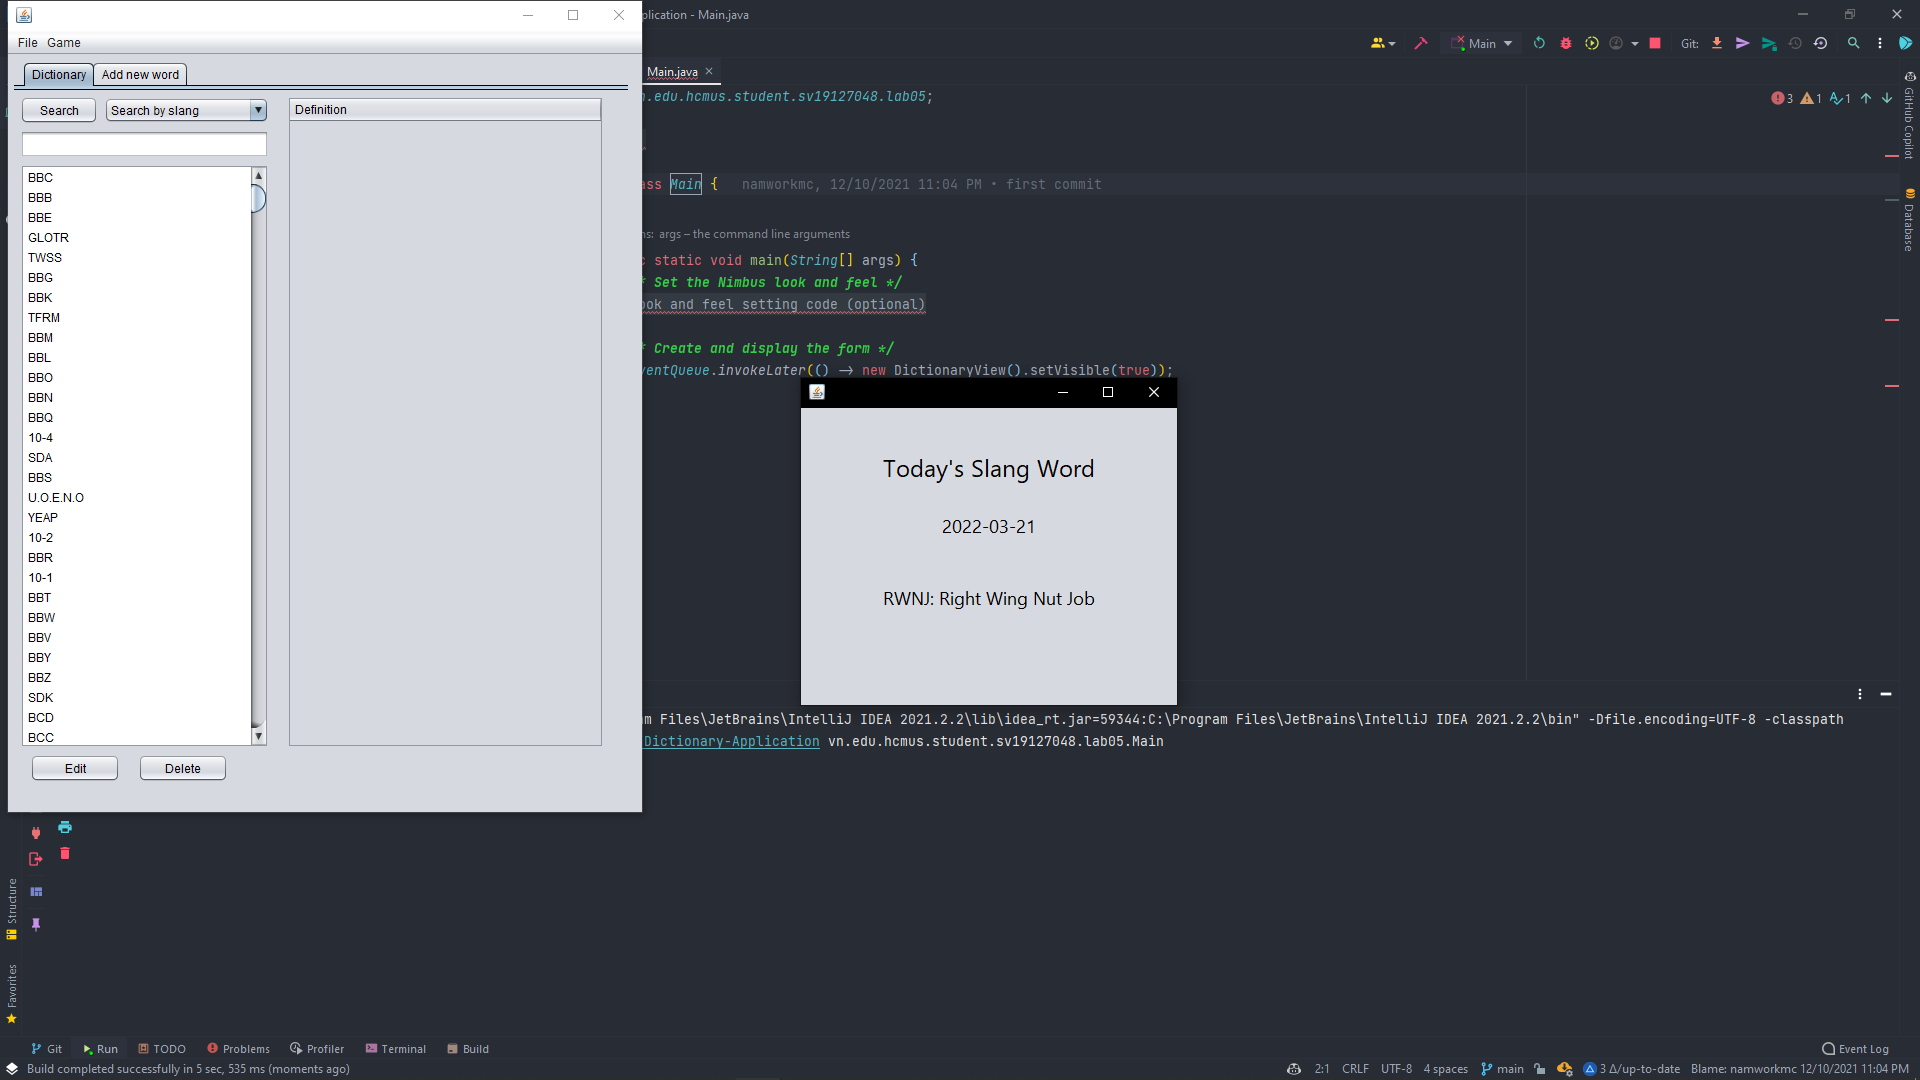 File Game
Dictionary Add new word
Search Search by slang
Definition
BBC
BBB
BBE
GLOTR
TWSS
BBG
BBK
TFRM
BBM
BBL
BBO
BBN
BBQ
10-4
SDA
BBS
U.O.E.N.O
YEAP
10-2
BBR
10-1
BBT
BBW
BBV
BBY
BBZ
SDK
BCD
BCC
Edit Delete
plication - Main.java
Main
Git:
Main.java
.edu.hcmus.student.sv19127048.lab05;
3 1 1
ass Main { namworkmc, 12/10/2021 11:04 PM • first commit
ns: args – the command line arguments
c static void main(String[] args) {
* Set the Nimbus look and feel */
ook and feel setting code (optional)
* Create and display the form */
ventQueue.invokeLater(() -> new DictionaryView().setVisible(true));
Today's Slang Word
2022-03-21
RWNJ: Right Wing Nut Job
m Files\JetBrains\IntelliJ IDEA 2021.2.2\lib\idea_rt.jar=59344:C:\Program Files\JetBrains\IntelliJ IDEA 2021.2.2\bin" -Dfile.encoding=UTF-8 -classpath
Dictionary-Application vn.edu.hcmus.student.sv19127048.lab05.Main
GitHub Copilot
Database
Structure
Favorites
Git Run TODO Problems Profiler Terminal Build
Event Log
Build completed successfully in 5 sec, 535 ms (moments ago)
2:1 CRLF UTF-8 4 spaces main 3 Δ/up-to-date Blame: namworkmc 12/10/2021 11:04 PM